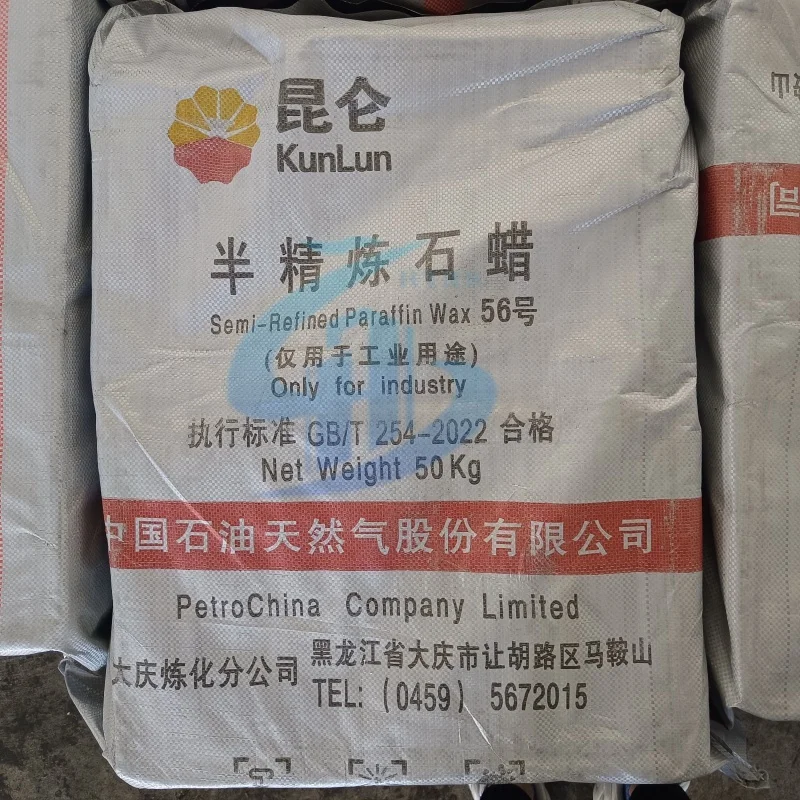 昆仑
KunLun
半精炼石蜡
Semi-Refined Paraffin Wax 56号
(仅用于工业用途)
Only for industry
执行标准 GB/T 254-2022 合格
Net Weight 50Kg
中国石油天然气股份有限公司
PetroChina Company Limited
大庆炼化分公司
黑龙江省大庆市让胡路区马鞍山
TEL: (0459) 5672015
司